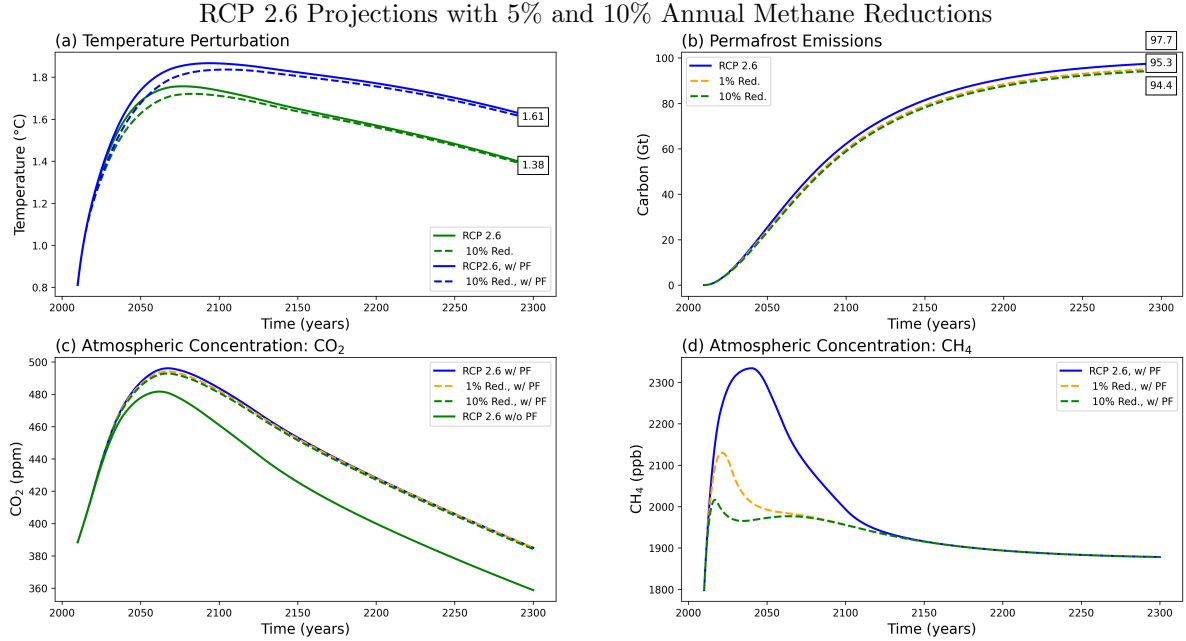 RCP 2.6 Projections with 5% and 10% Annual Methane Reductions
(a) Temperature Perturbation
Temperature (°C)
1.8
1.6
1.4
1.2
1.0
0.8
1.61
1.38
RCP 2.6
10% Red.
RCP2.6, w/ PF
10% Red., w/ PF
2000 2050 2100 2150 2200 2250 2300
Time (years)
(b) Permafrost Emissions
Carbon (Gt)
100
80
60
40
20
0
97.7
95.3
94.4
RCP 2.6
1% Red.
10% Red.
2000 2050 2100 2150 2200 2250 2300
Time (years)
(c) Atmospheric Concentration: CO₂
CO₂ (ppm)
500
480
460
440
420
400
380
360
RCP 2.6 w/ PF
1% Red., w/ PF
10% Red., w/ PF
RCP 2.6 w/o PF
2000 2050 2100 2150 2200 2250 2300
Time (years)
(d) Atmospheric Concentration: CH₄
CH₄ (ppb)
2300
2200
2100
2000
1900
1800
RCP 2.6, w/ PF
1% Red., w/ PF
10% Red., w/ PF
2000 2050 2100 2150 2200 2250 2300
Time (years)